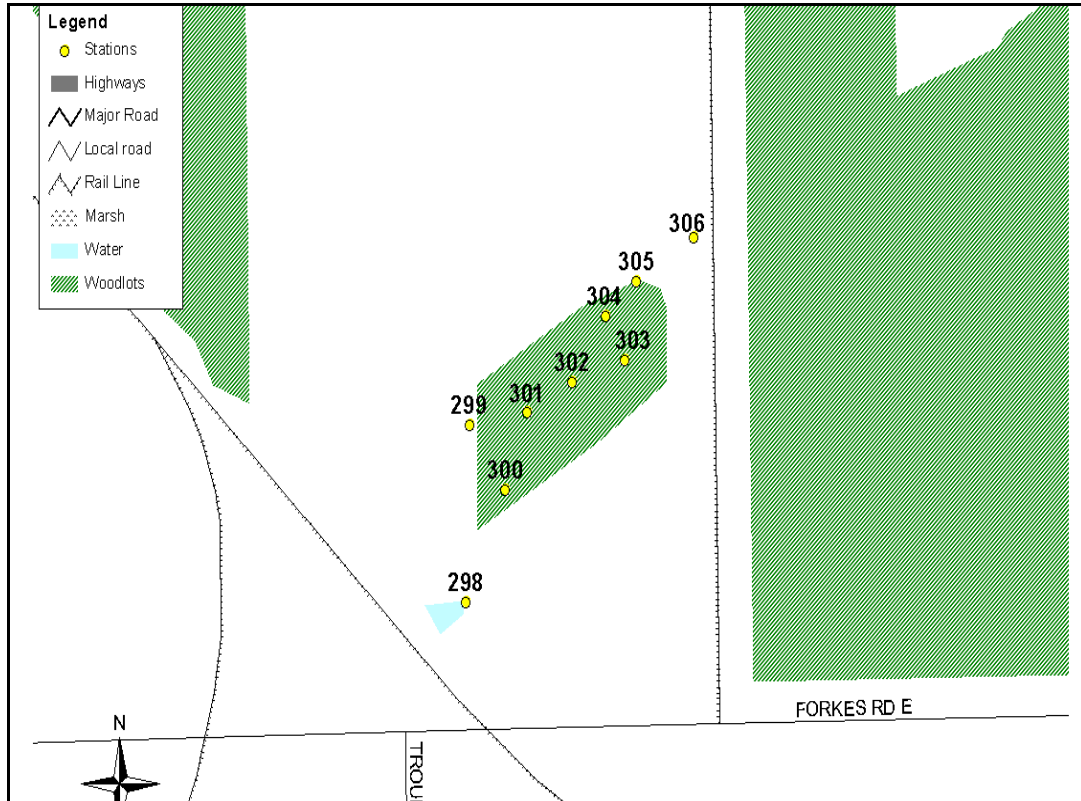 Legend
Stations
Highways
Major Road
Local road
Rail Line
Marsh
Water
Woodlots
306
305
304
303
302
301
299
300
298
FORKES RD E
N
TROU